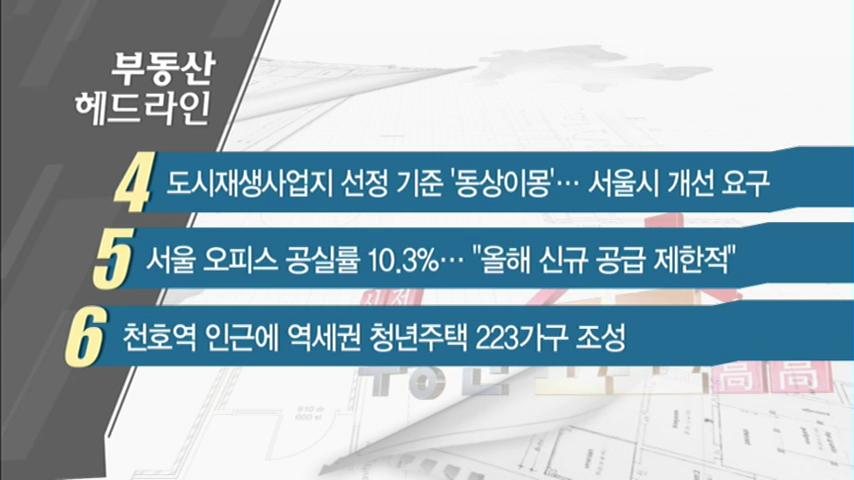 부동산
헤드라인
4 도시재생사업지 선정 기준 '동상이몽'… 서울시 개선 요구
5 서울 오피스 공실률 10.3%… "올해 신규 공급 제한적"
6 천호역 인근에 역세권 청년주택 223가구 조성
高 高